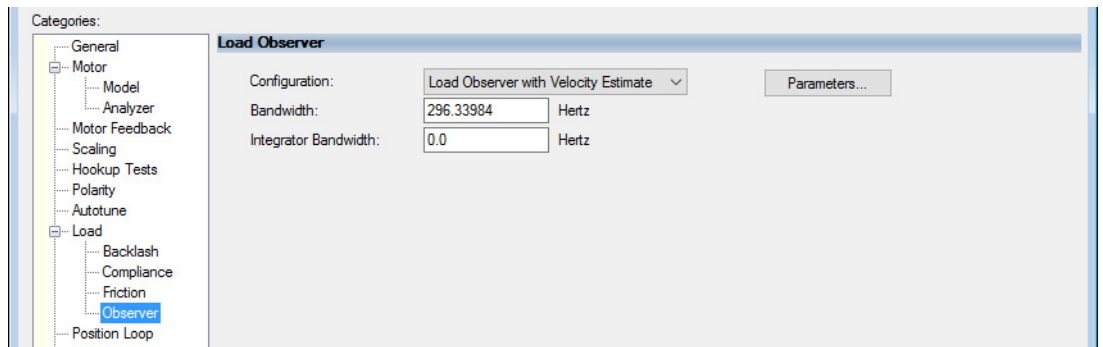 Categories:
General
Motor
Model
Analyzer
Motor Feedback
Scaling
Hookup Tests
Polarity
Autotune
Load
Backlash
Compliance
Friction
Observer
Position Loop
Load Observer
Configuration: Load Observer with Velocity Estimate Parameters...
Bandwidth: 296.33984 Hertz
Integrator Bandwidth: 0.0 Hertz